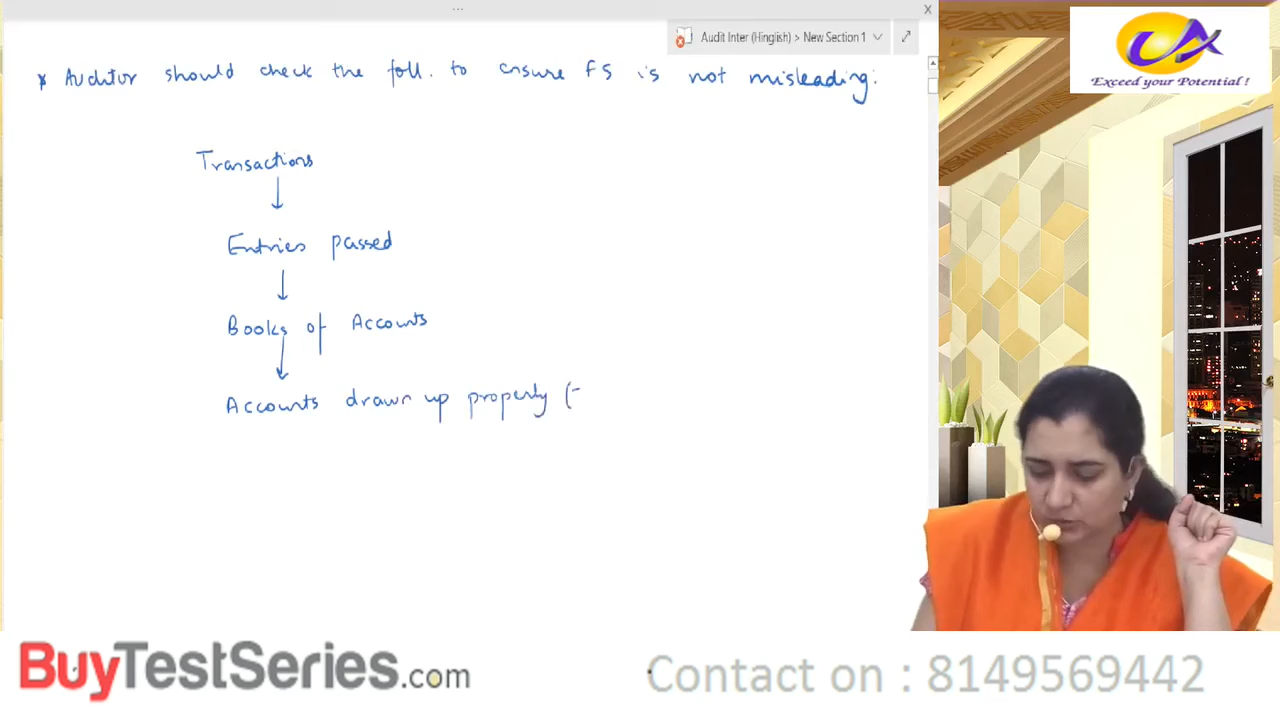 ...
X
Audit Inter (Hinglish) > New Section 1
* Auditor should check the foll. to ensure FS is not misleading:
Exceed your Potential !
Transactions
↓
Entries passed
↓
Books of Accounts
↓
Accounts drawn up properly (
BuyTestSeries.com
Contact on : 8149569442